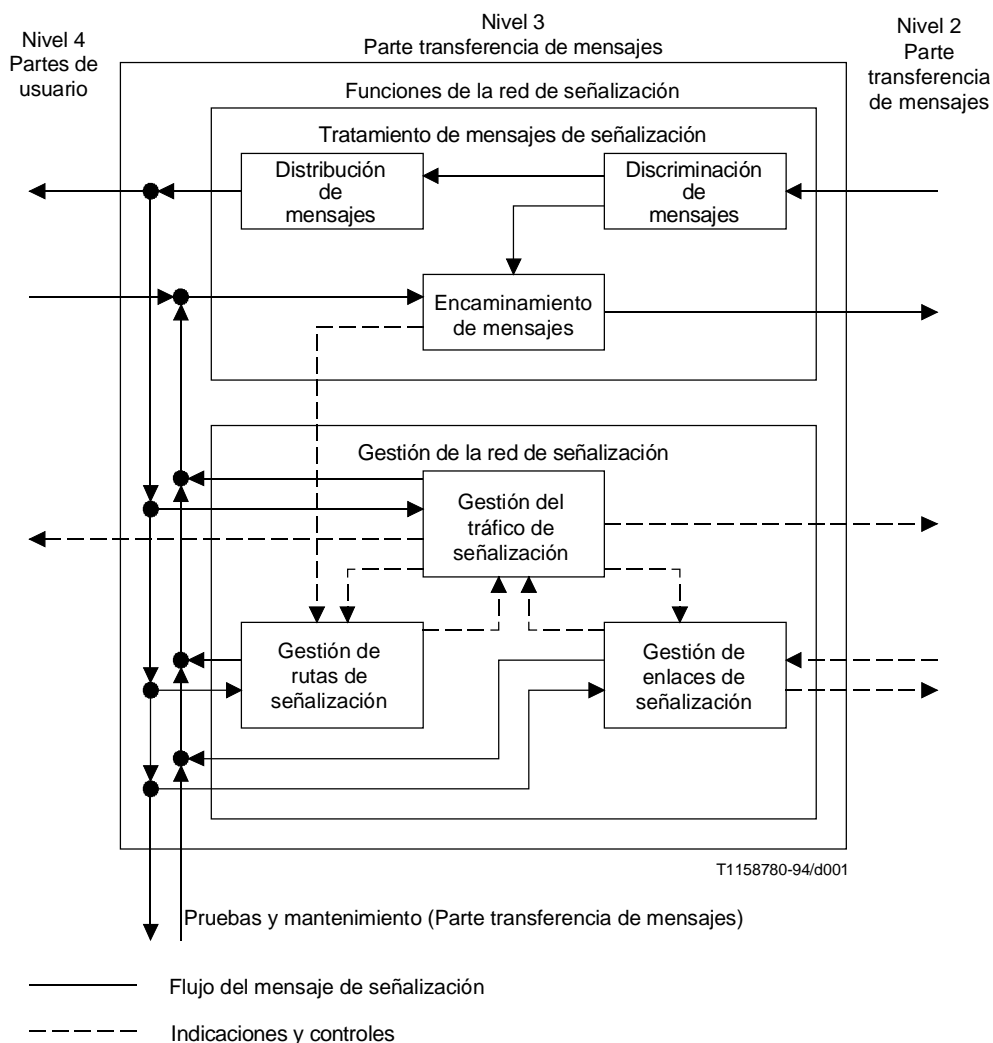 Nivel 3
Parte transferencia de mensajes
Nivel 4
Partes de
usuario
Nivel 2
Parte
transferencia
de mensajes
Funciones de la red de señalización
Tratamiento de mensajes de señalización
Distribución
de
mensajes
Discriminación
de
mensajes
Encaminamiento
de mensajes
Gestión de la red de señalización
Gestión del
tráfico de
señalización
Gestión de
rutas de
señalización
Gestión de
enlaces de
señalización
T1158780-94/d001
Pruebas y mantenimiento (Parte transferencia de mensajes)
Flujo del mensaje de señalización
Indicaciones y controles